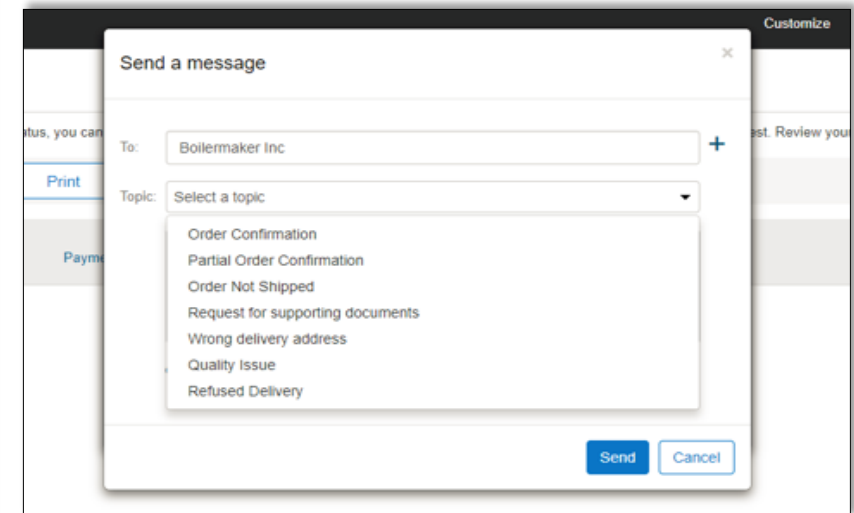 Customize
Send a message
×
atus, you can
est. Review your
To:
Boilermaker Inc
+
Print
Topic:
Select a topic
Order Confirmation
Partial Order Confirmation
Payme
Order Not Shipped
Request for supporting documents
Wrong delivery address
Quality Issue
Refused Delivery
Send
Cancel